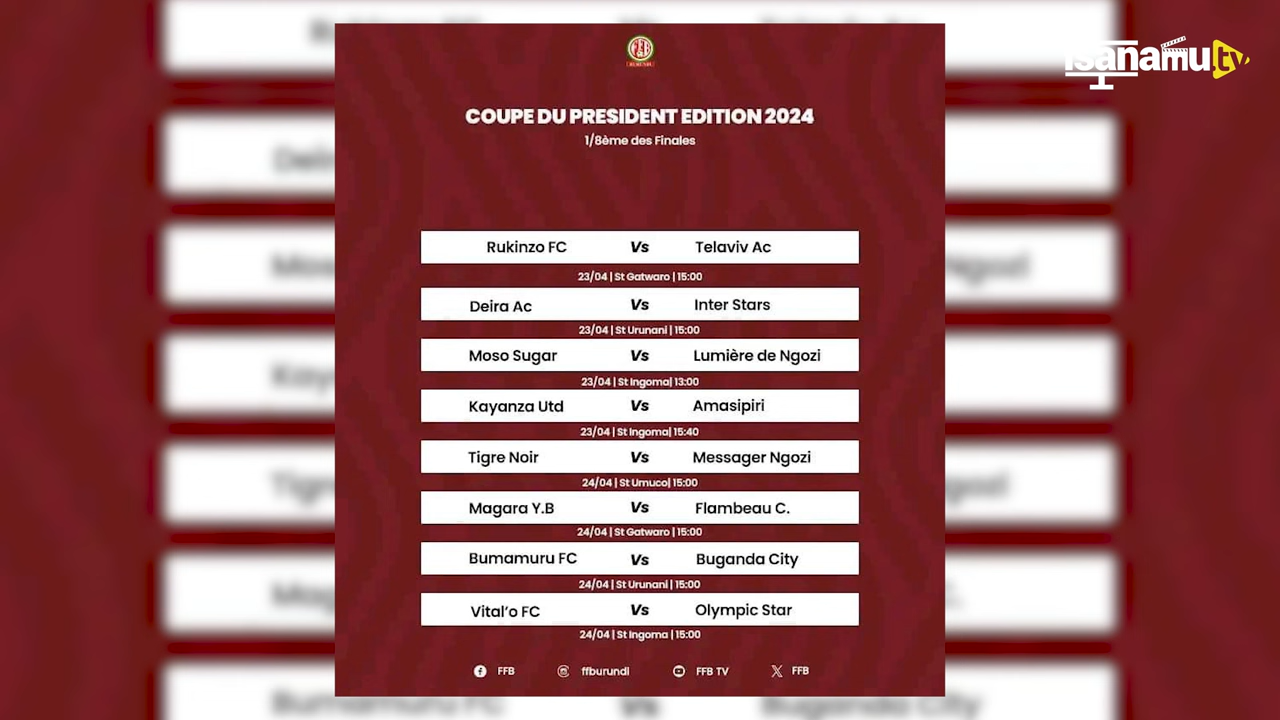 isanamu tv
FFB
BURUNDI
COUPE DU PRESIDENT EDITION 2024
1/8ème des Finales
Rukinzo FC Vs Telaviv Ac
23/04 | St Gatwaro | 15:00
Deira Ac Vs Inter Stars
23/04 | St Urunani | 15:00
Moso Sugar Vs Lumière de Ngozi
23/04 | St Ingoma| 13:00
Kayanza Utd Vs Amasipiri
23/04 | St Ingoma| 15:40
Tigre Noir Vs Messager Ngozi
24/04 | St Umuco| 15:00
Magara Y.B Vs Flambeau C.
24/04 | St Gatwaro | 15:00
Bumamuru FC Vs Buganda City
24/04 | St Urunani | 15:00
Vital'o FC Vs Olympic Star
24/04 | St Ingoma | 15:00
FFB ffburundi FFB TV FFB